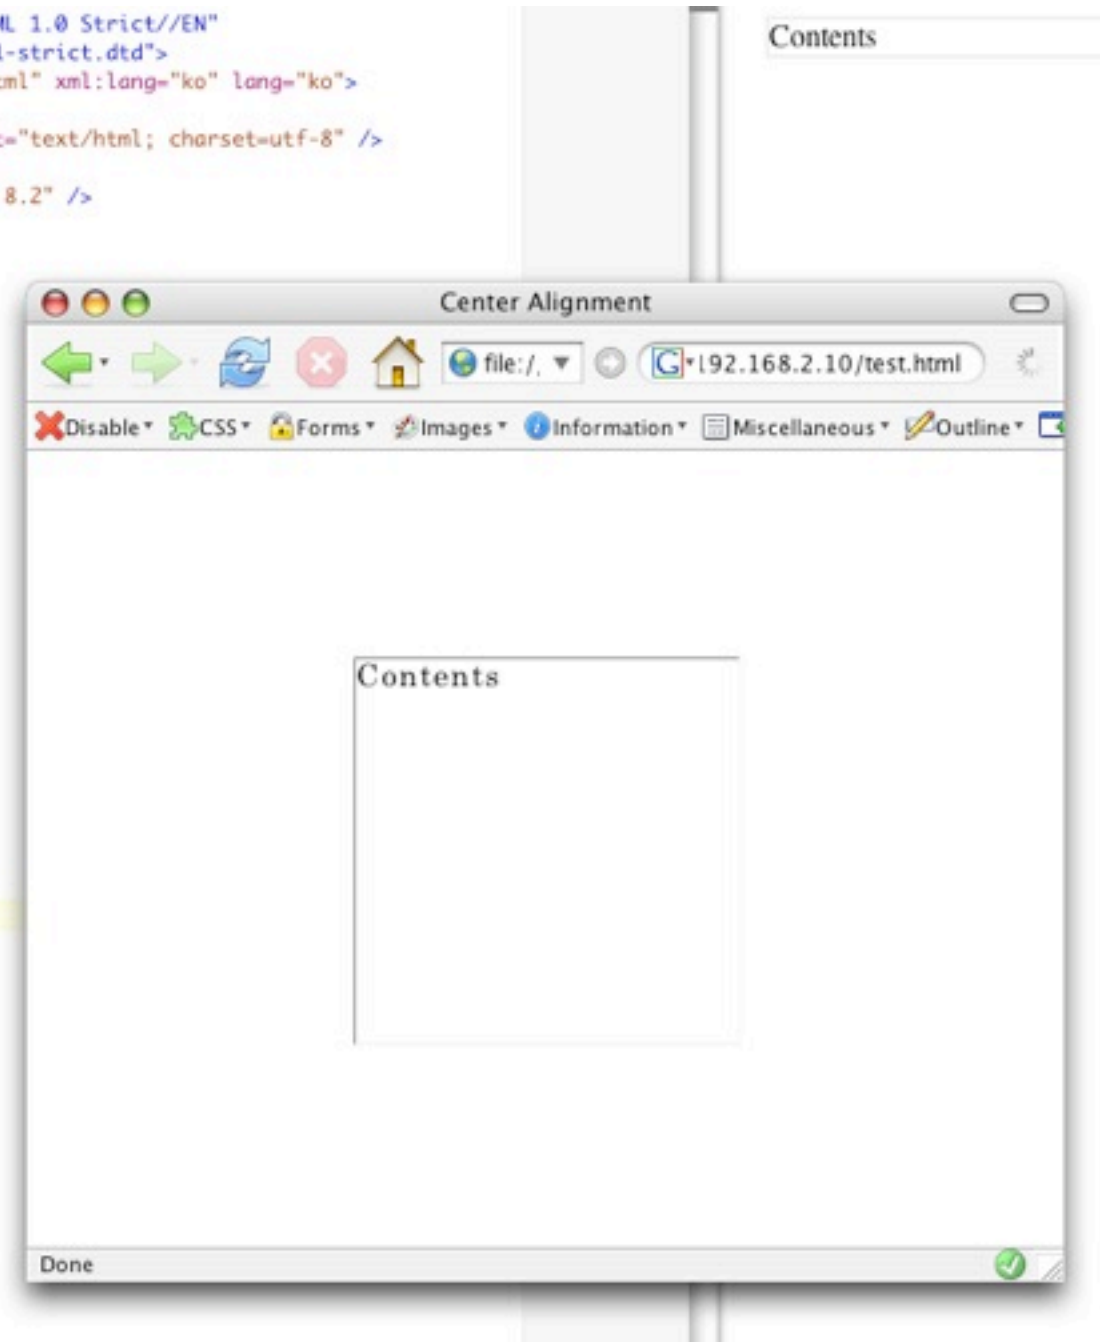 ML 1.0 Strict//EN"
l-strict.dtd">
tml" xml:lang="ko" lang="ko">
t="text/html; charset=utf-8" />
8.2" />
Contents
Center Alignment
file:/.
192.168.2.10/test.html
Disable CSS Forms Images Information Miscellaneous Outline
Contents
Done